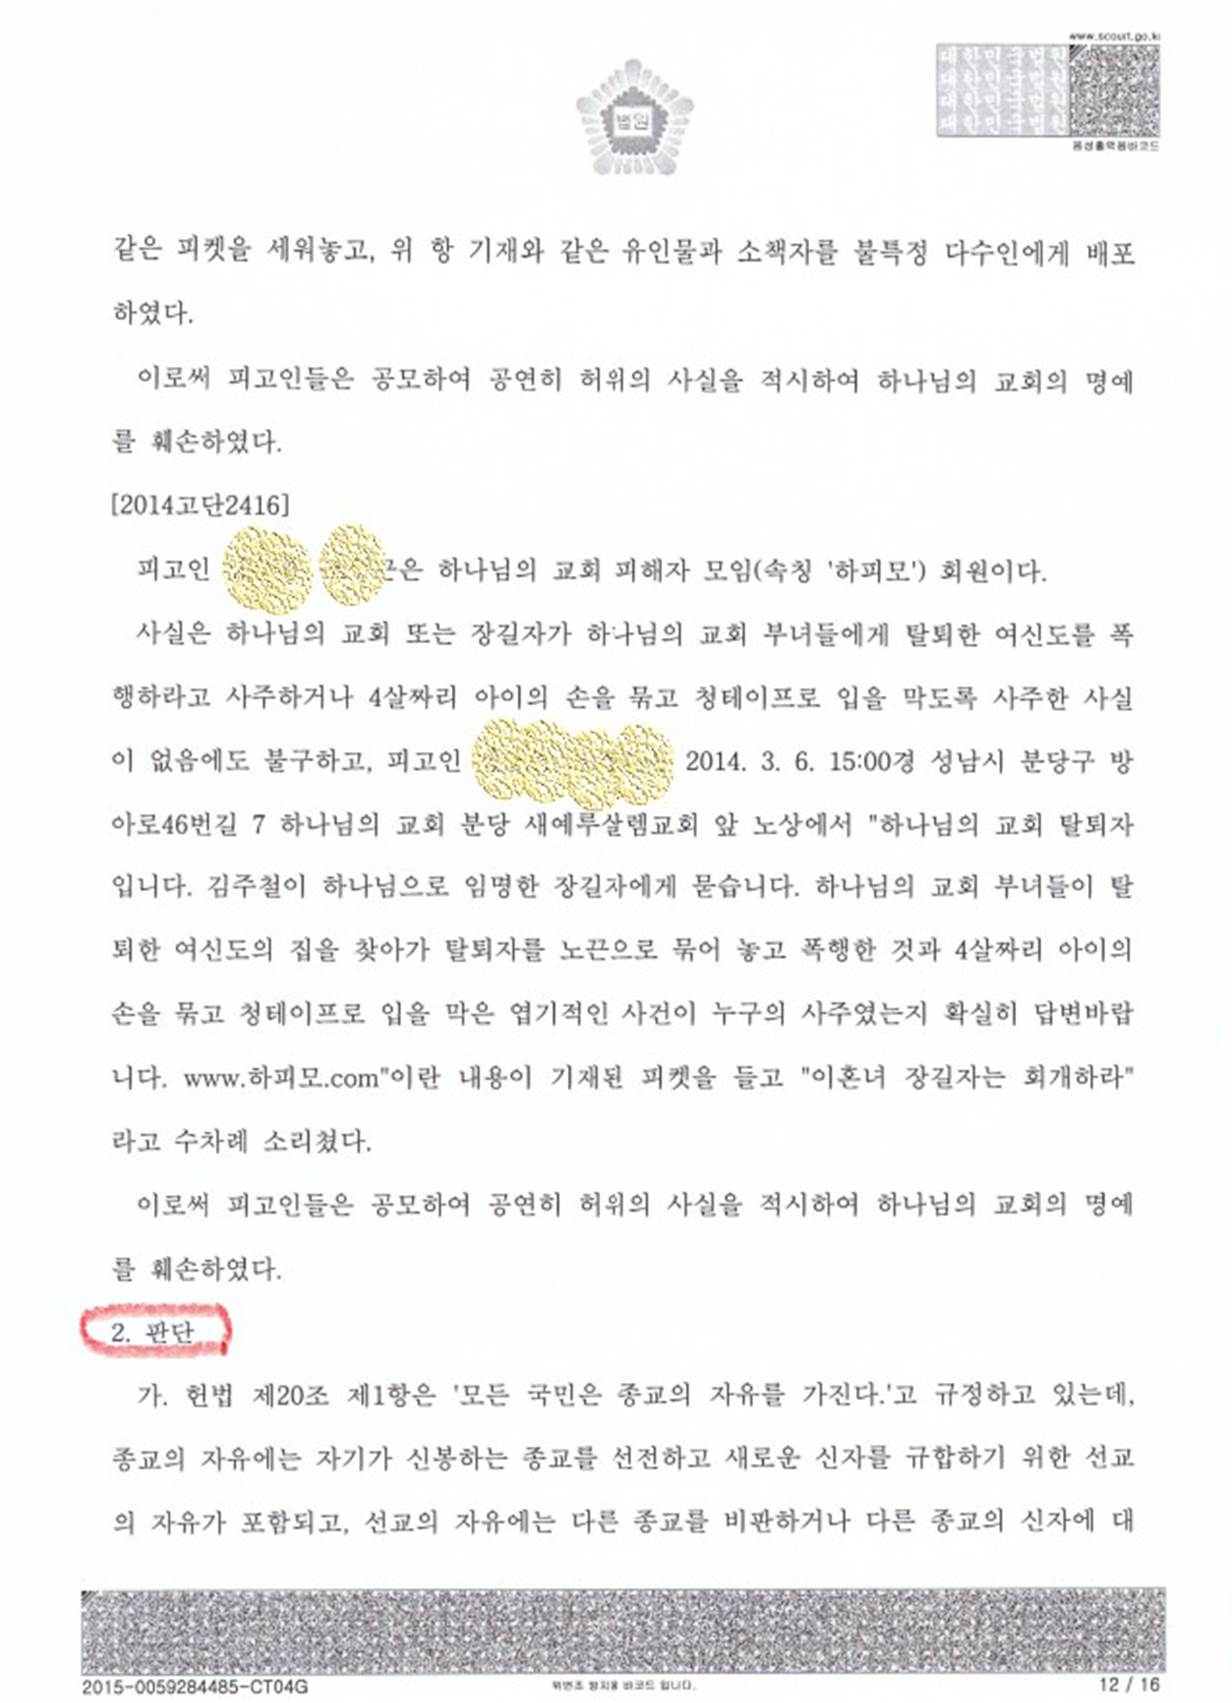 www.scourt.go.kr
대한민국법원
대한민국법원
대한민국법원
대한민국법원
음성출력용바코드
법원
같은 피켓을 세워놓고, 위 항 기재와 같은 유인물과 소책자를 불특정 다수인에게 배포
하였다.
이로써 피고인들은 공모하여 공연히 허위의 사실을 적시하여 하나님의 교회의 명예
를 훼손하였다.
[2014고단2416]
피고인 은 하나님의 교회 피해자 모임(속칭 '하피모') 회원이다.
사실은 하나님의 교회 또는 장길자가 하나님의 교회 부녀들에게 탈퇴한 여신도를 폭
행하라고 사주하거나 4살짜리 아이의 손을 묶고 청테이프로 입을 막도록 사주한 사실
이 없음에도 불구하고, 피고인 2014. 3. 6. 15:00경 성남시 분당구 방
아로46번길 7 하나님의 교회 분당 새예루살렘교회 앞 노상에서 "하나님의 교회 탈퇴자
입니다. 김주철이 하나님으로 임명한 장길자에게 묻습니다. 하나님의 교회 부녀들이 탈
퇴한 여신도의 집을 찾아가 탈퇴자를 노끈으로 묶어 놓고 폭행한 것과 4살짜리 아이의
손을 묶고 청테이프로 입을 막은 엽기적인 사건이 누구의 사주였는지 확실히 답변바랍
니다. www.하피모.com"이란 내용이 기재된 피켓을 들고 "이혼녀 장길자는 회개하라"
라고 수차례 소리쳤다.
이로써 피고인들은 공모하여 공연히 허위의 사실을 적시하여 하나님의 교회의 명예
를 훼손하였다.
2. 판단
가. 헌법 제20조 제1항은 '모든 국민은 종교의 자유를 가진다.'고 규정하고 있는데,
종교의 자유에는 자기가 신봉하는 종교를 선전하고 새로운 신자를 규합하기 위한 선교
의 자유가 포함되고, 선교의 자유에는 다른 종교를 비판하거나 다른 종교의 신자에 대
2015-0059284485-CT04G
위변조 방지용 바코드 입니다.
12 / 16